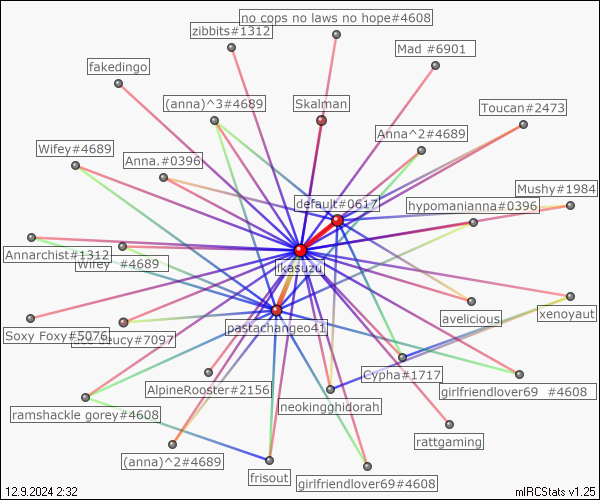 no cops no laws no hope#4608
zibbits#1312
Mad #6901
fakedingo
(anna)^3#4689
Skalman
Toucan#2473
Anna^2#4689
Wifey#4689
Anna.#0396
Mushy#1984
default#0617
hypomanianna#0396
Annarchist#1312
Wifey #4689
ikasuzu
avelicious
xenoyaut
pastachangeo41
Soxy Foxy#5076
#7097
Cypha#1717
AlpineRooster#2156
girlfriendlover69 #4608
neokingghidorah
ramshackle gorey#4608
rattgaming
(anna)^2#4689
frisout
girlfriendlover69#4608
12.9.2024 2:32
mIRCStats v1.25